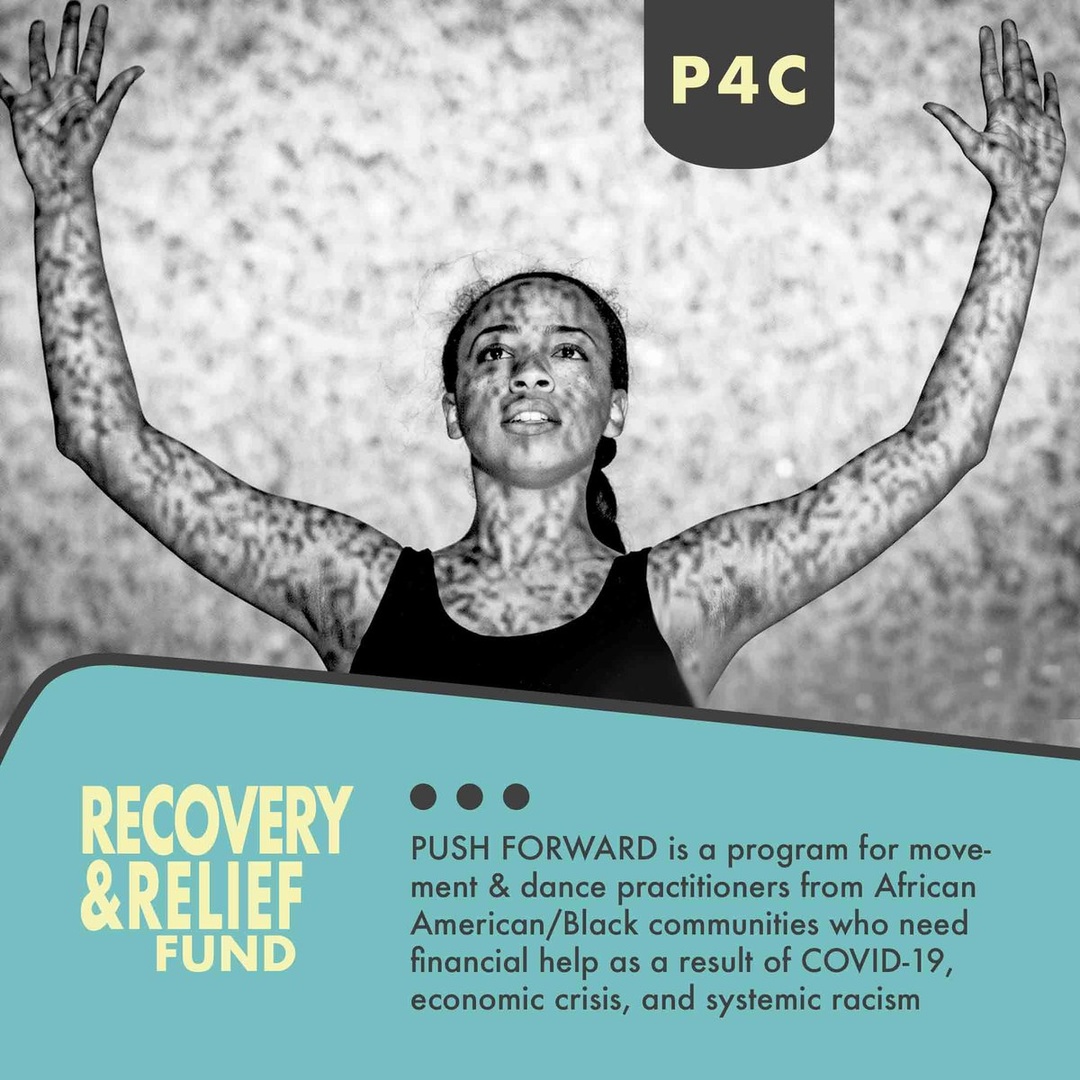 P4C
RECOVERY
&RELIEF
FUND
PUSH FORWARD is a program for move-
ment & dance practitioners from African
American/Black communities who need
financial help as a result of COVID-19,
economic crisis, and systemic racism